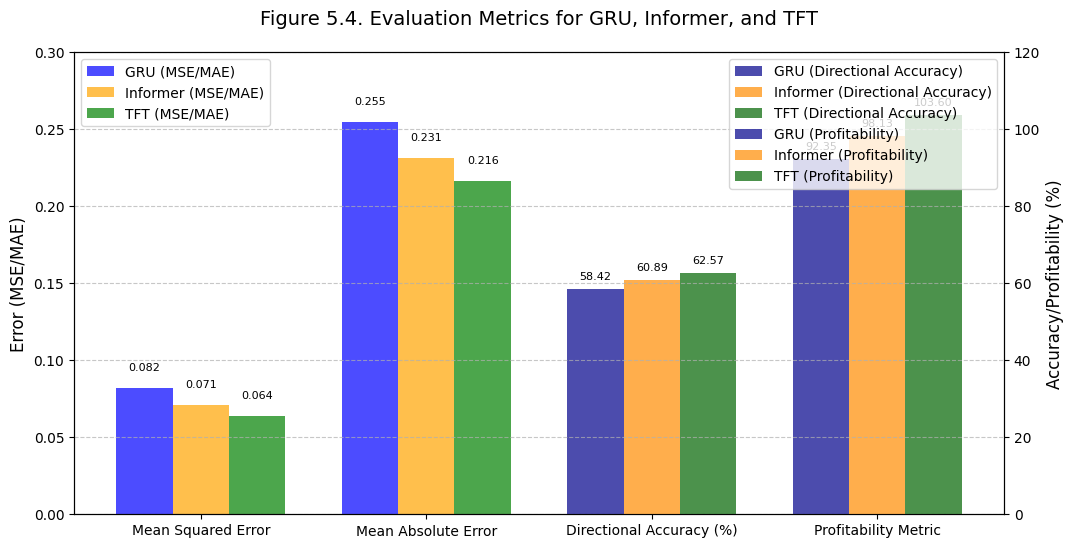 Figure 5.4. Evaluation Metrics for GRU, Informer, and TFT
Error (MSE/MAE)
0.30
0.25
0.20
0.15
0.10
0.05
0.00
GRU (MSE/MAE)
Informer (MSE/MAE)
TFT (MSE/MAE)
GRU (Directional Accuracy)
Informer (Directional Accuracy)
TFT (Directional Accuracy)
GRU (Profitability)
Informer (Profitability)
TFT (Profitability)
0.082
0.071
0.064
0.255
0.231
0.216
58.42
60.89
62.57
92.35
98.13
103.60
Mean Squared Error
Mean Absolute Error
Directional Accuracy (%)
Profitability Metric
120
100
80
60
40
20
0
Accuracy/Profitability (%)